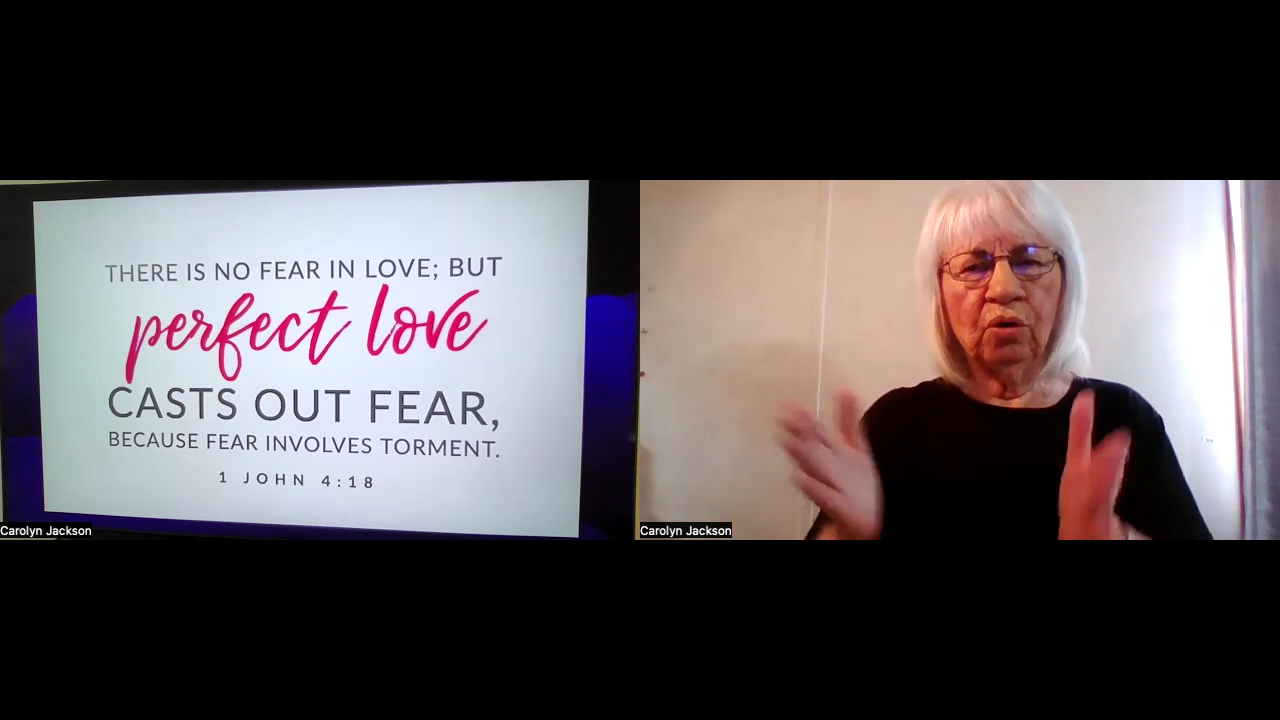 THERE IS NO FEAR IN LOVE; BUT
perfect love
CASTS OUT FEAR,
BECAUSE FEAR INVOLVES TORMENT.
1 JOHN 4:18
Carolyn Jackson
Carolyn Jackson